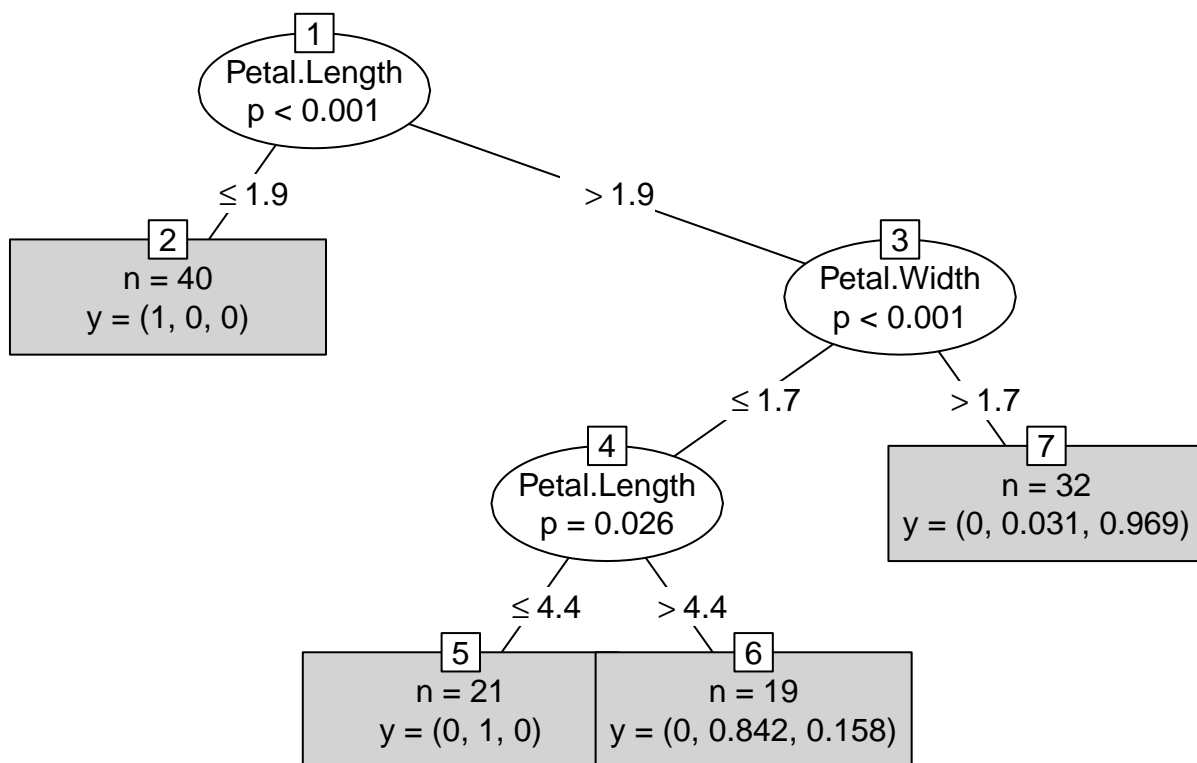 1
Petal.Length
p < 0.001
≤ 1.9
> 1.9
2
n = 40
y = (1, 0, 0)
3
Petal.Width
p < 0.001
≤ 1.7
> 1.7
4
Petal.Length
p = 0.026
≤ 4.4
> 4.4
5
n = 21
y = (0, 1, 0)
6
n = 19
y = (0, 0.842, 0.158)
7
n = 32
y = (0, 0.031, 0.969)